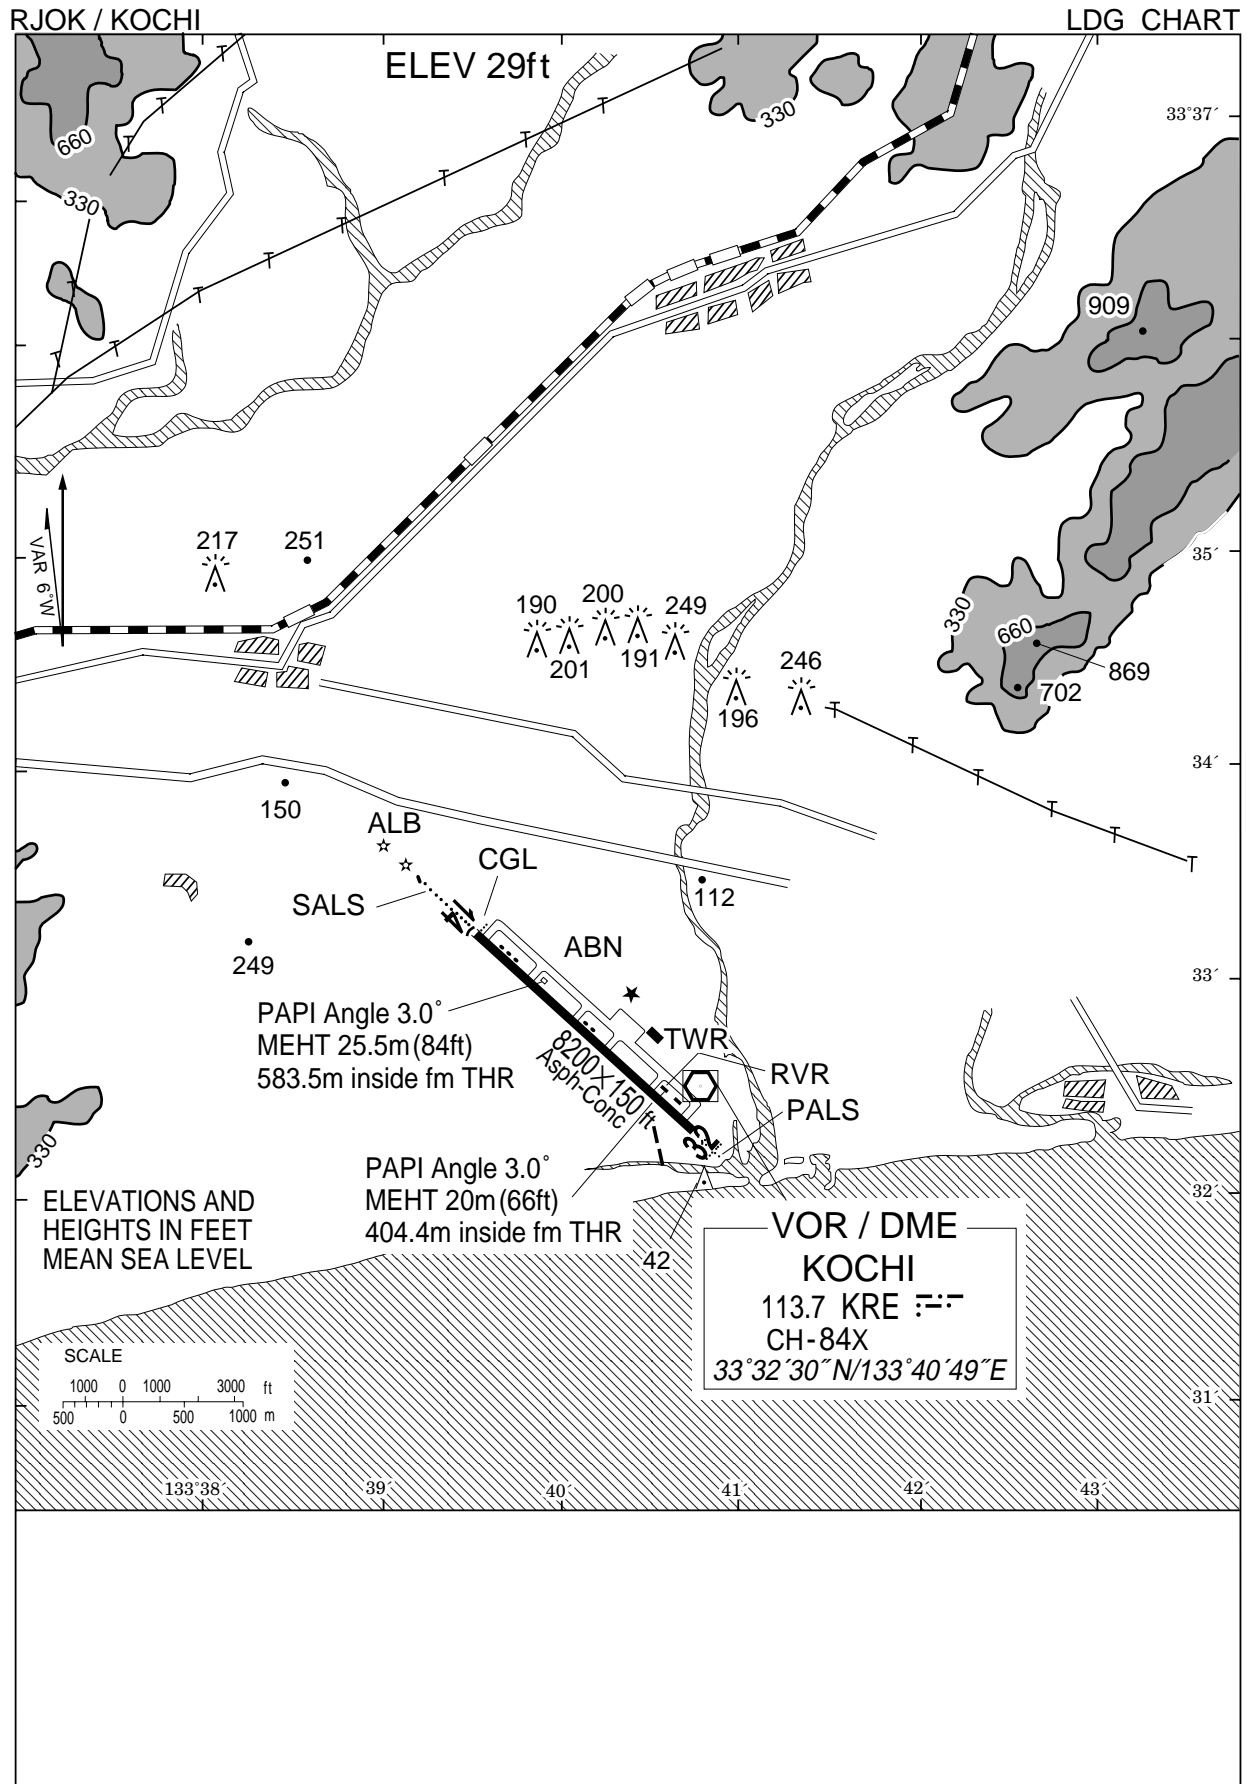 RJOK / KOCHI
LDG CHART
ELEV 29ft
33°37′
660
330
330
909
35′
VAR 6°W
217
251
190
200
249
201
191
196
246
330
660
869
702
34′
150
ALB
CGL
SALS
112
ABN
249
33′
14
PAPI Angle 3.0°
MEHT 25.5m (84ft)
583.5m inside fm THR
TWR
8200×150 ft
Asph-Conc
RVR
PALS
32
330
PAPI Angle 3.0°
MEHT 20m (66ft)
404.4m inside fm THR
32′
ELEVATIONS AND
HEIGHTS IN FEET
MEAN SEA LEVEL
42
VOR / DME
KOCHI
113.7 KRE
CH-84X
33°32′30″N/133°40′49″E
SCALE
1000 0 1000 3000 ft
500 0 500 1000 m
31′
133°38′ 39′ 40′ 41′ 42′ 43′